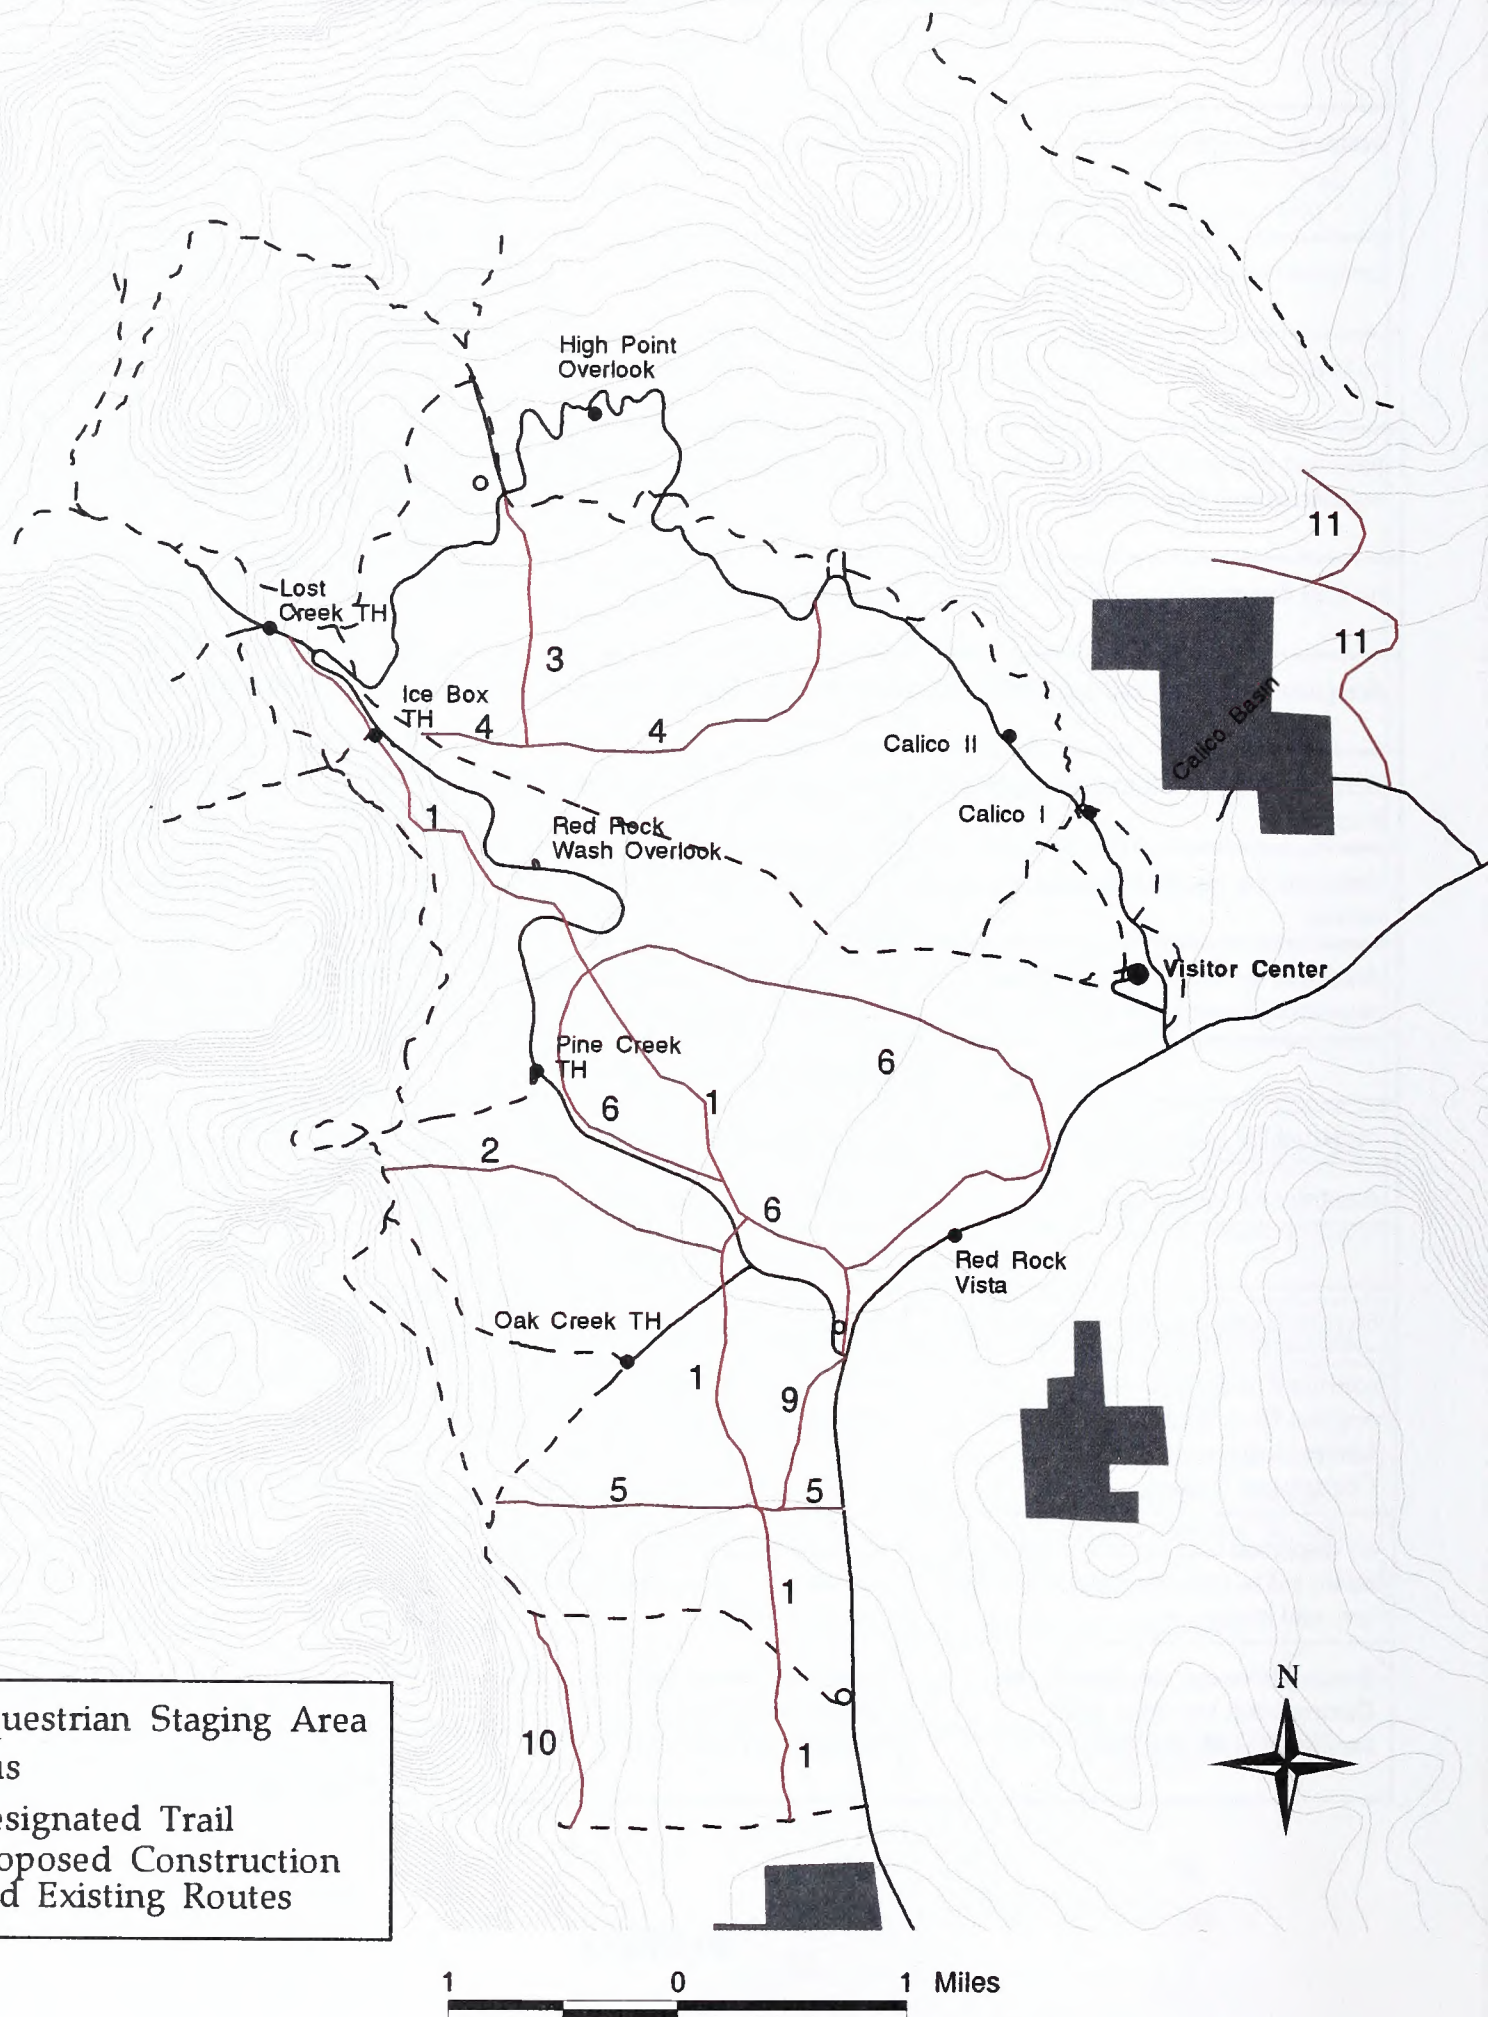 High Point
Overlook
11
Lost
Creek TH
11
3
Ice Box
TH
4
4
Calico Basin
Calico II
Calico I
1
Red Rock
Wash Overlook
Visitor Center
Pine Creek
TH
6
6
1
2
6
Red Rock
Vista
Oak Creek TH
1
9
5
5
1
N
uestrian Staging Area
10
1
signated Trail
posed Construction
d Existing Routes
1 0 1 Miles